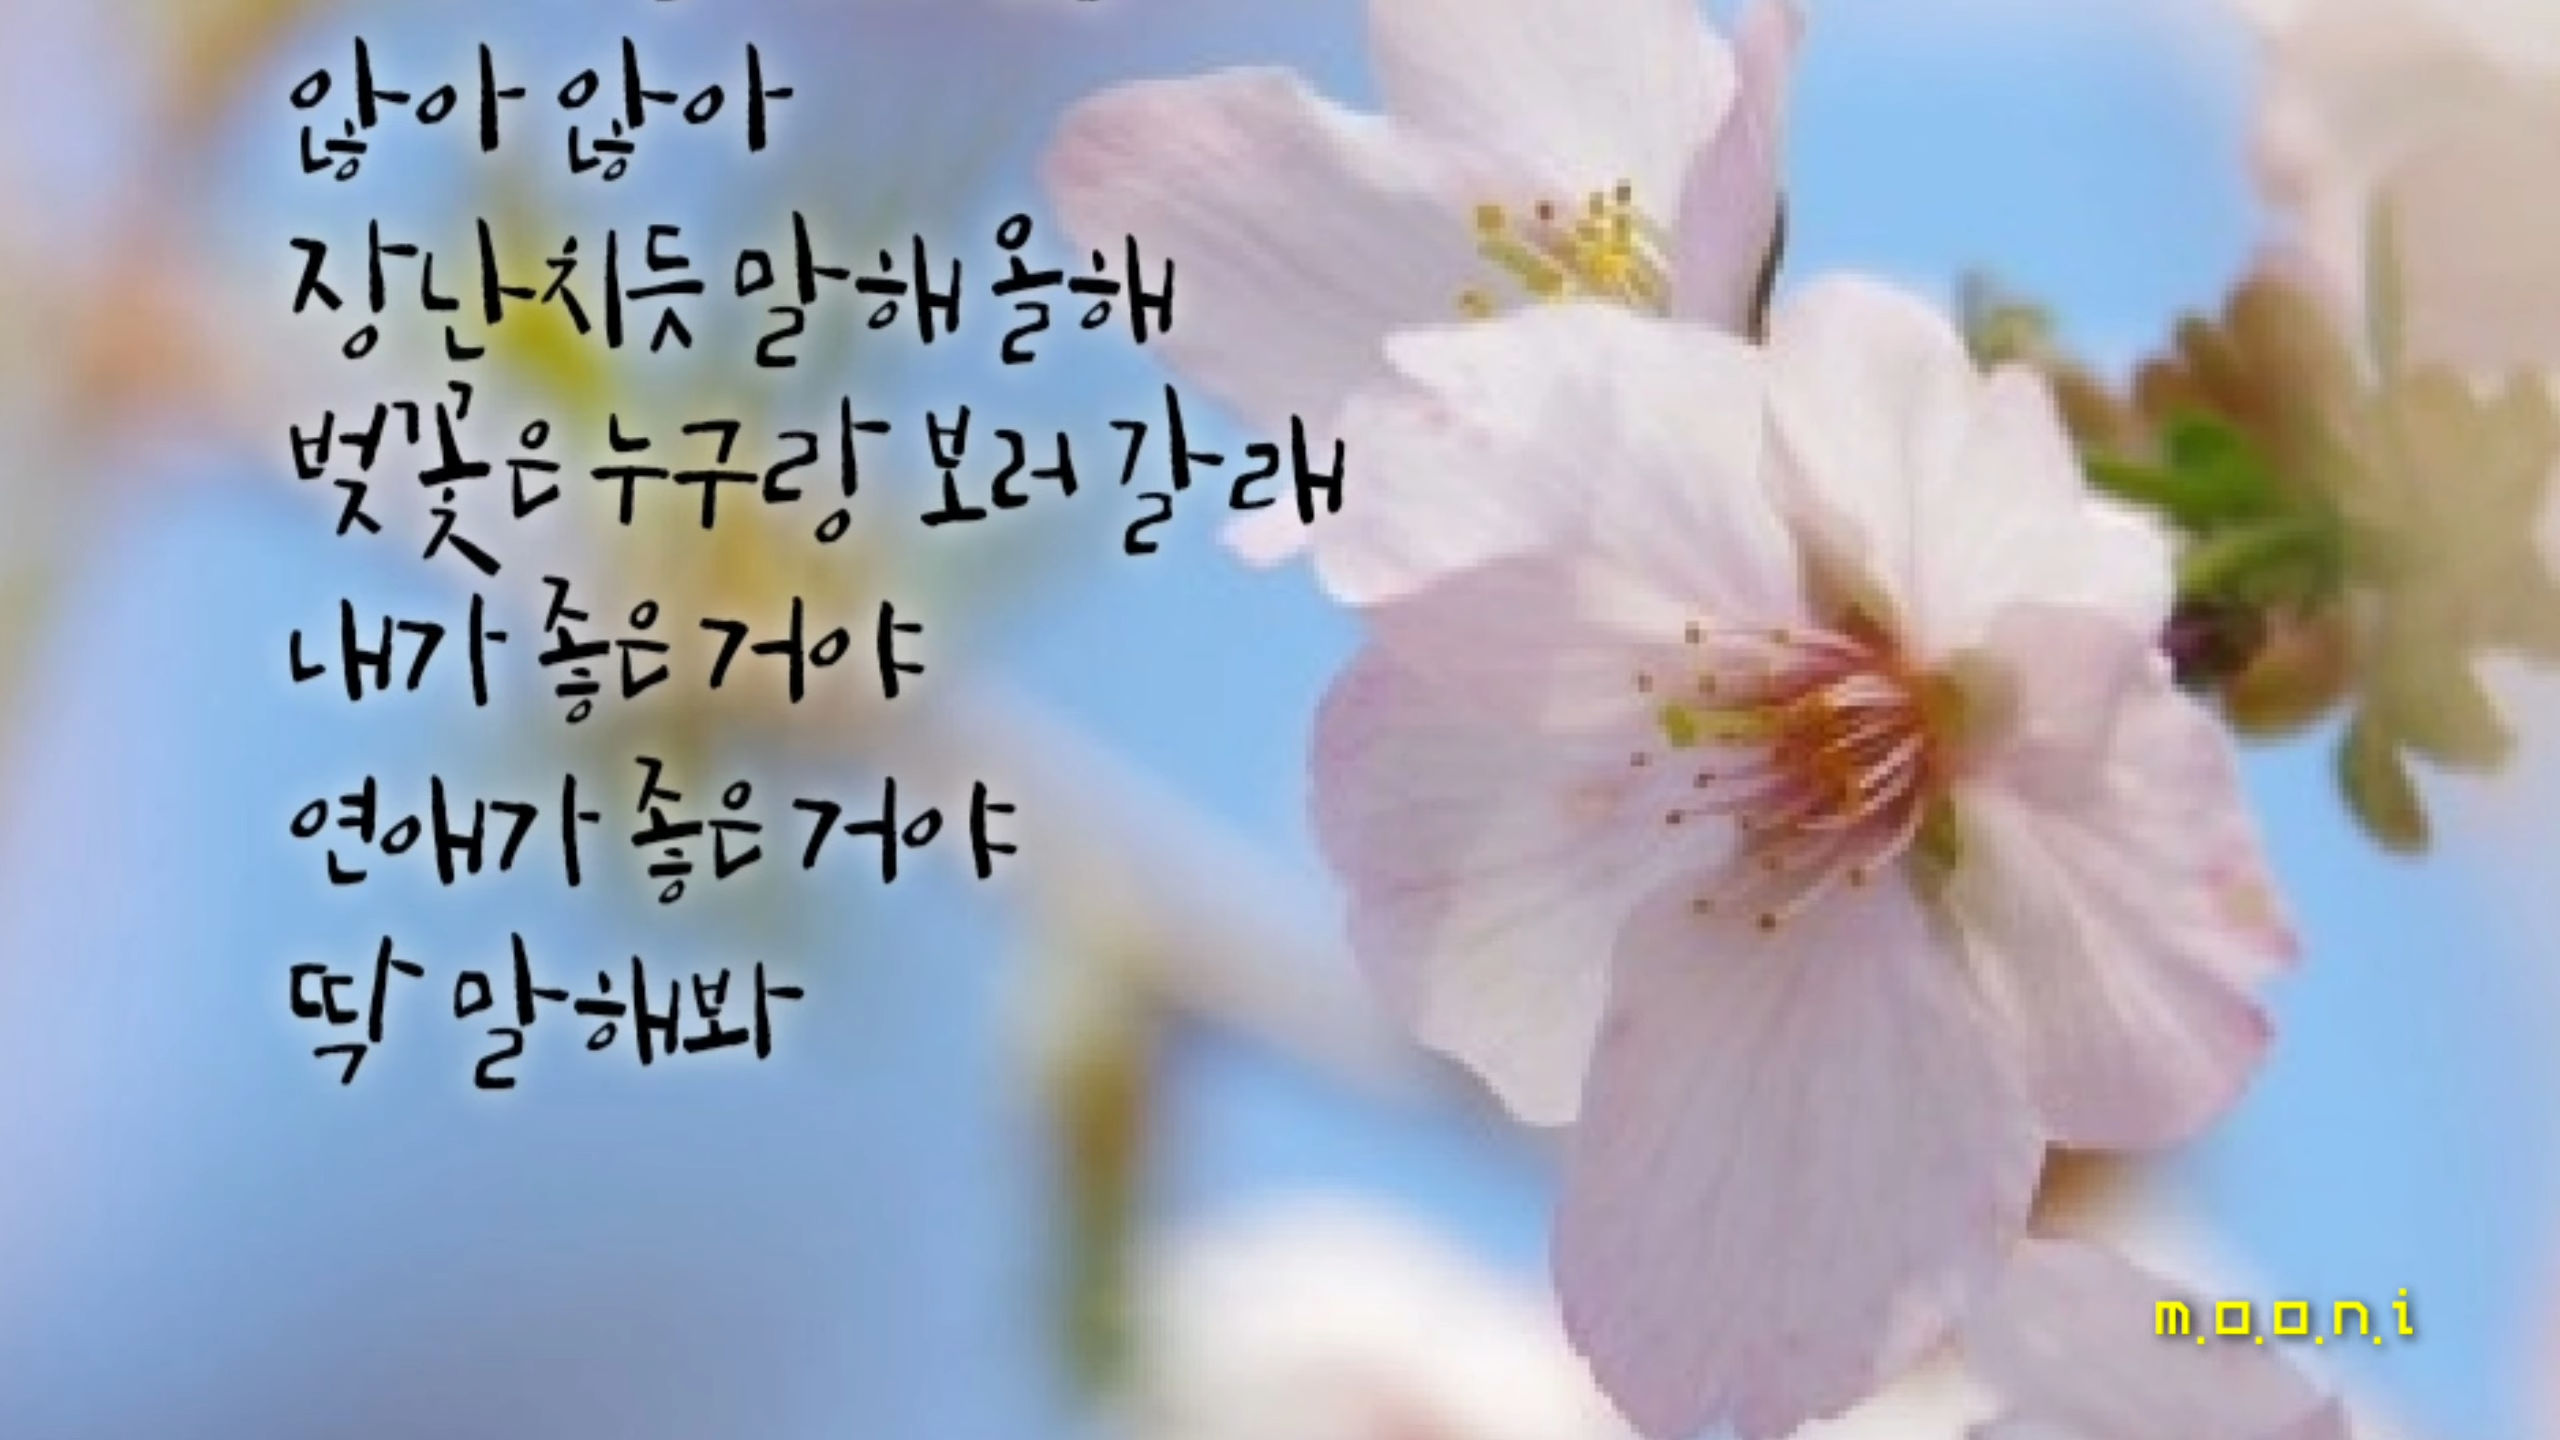 않아 않아
장난치듯 말해 올해
벚꽃은 누구랑 보러 갈래
내가 좋은 거야
연애가 좋은 거야
딱 말해봐
m.o.o.n.i